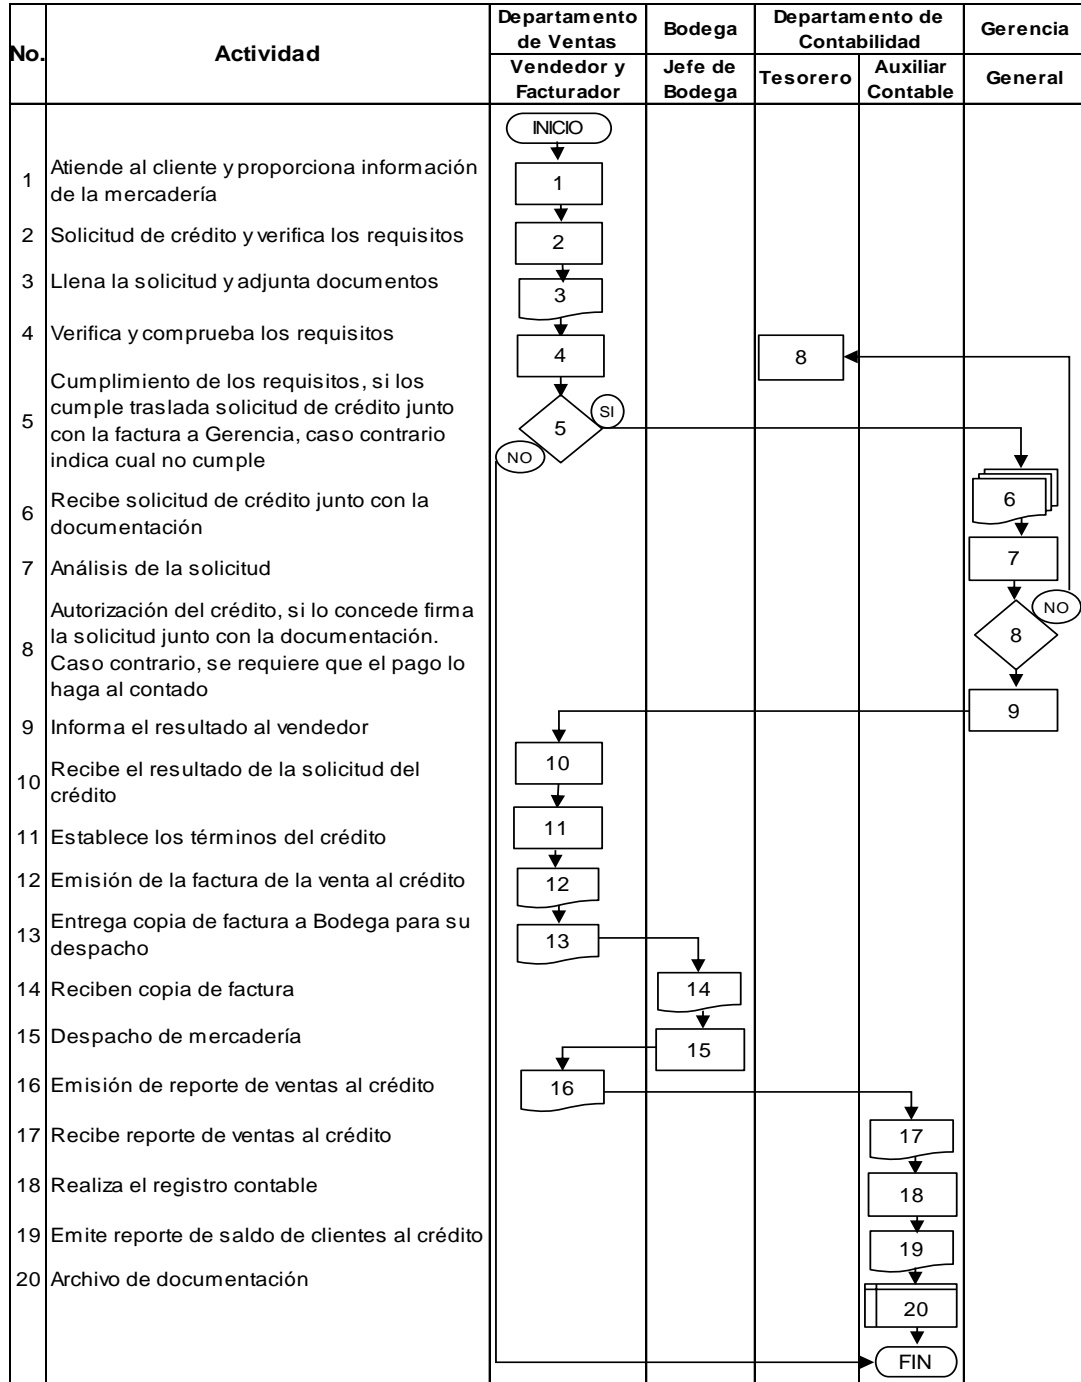 No.
Actividad
Departamento
de Ventas
Bodega
Departamento de
Contabilidad
Gerencia
Vendedor y
Facturador
Jefe de
Bodega
Tesorero
Auxiliar
Contable
General
INICIO
1
Atiende al cliente y proporciona información
de la mercadería
1
2
Solicitud de crédito y verifica los requisitos
2
3
Llena la solicitud y adjunta documentos
3
4
Verifica y comprueba los requisitos
4
8
5
Cumplimiento de los requisitos, si los
cumple traslada solicitud de crédito junto
con la factura a Gerencia, caso contrario
indica cual no cumple
5
SI
NO
6
Recibe solicitud de crédito junto con la
documentación
6
7
Análisis de la solicitud
7
8
Autorización del crédito, si lo concede firma
la solicitud junto con la documentación.
Caso contrario, se requiere que el pago lo
haga al contado
NO
8
9
Informa el resultado al vendedor
9
10
Recibe el resultado de la solicitud del
crédito
10
11
Establece los términos del crédito
11
12
Emisión de la factura de la venta al crédito
12
13
Entrega copia de factura a Bodega para su
despacho
13
14
Reciben copia de factura
14
15
Despacho de mercadería
15
16
Emisión de reporte de ventas al crédito
16
17
Recibe reporte de ventas al crédito
17
18
Realiza el registro contable
18
19
Emite reporte de saldo de clientes al crédito
19
20
Archivo de documentación
20
FIN